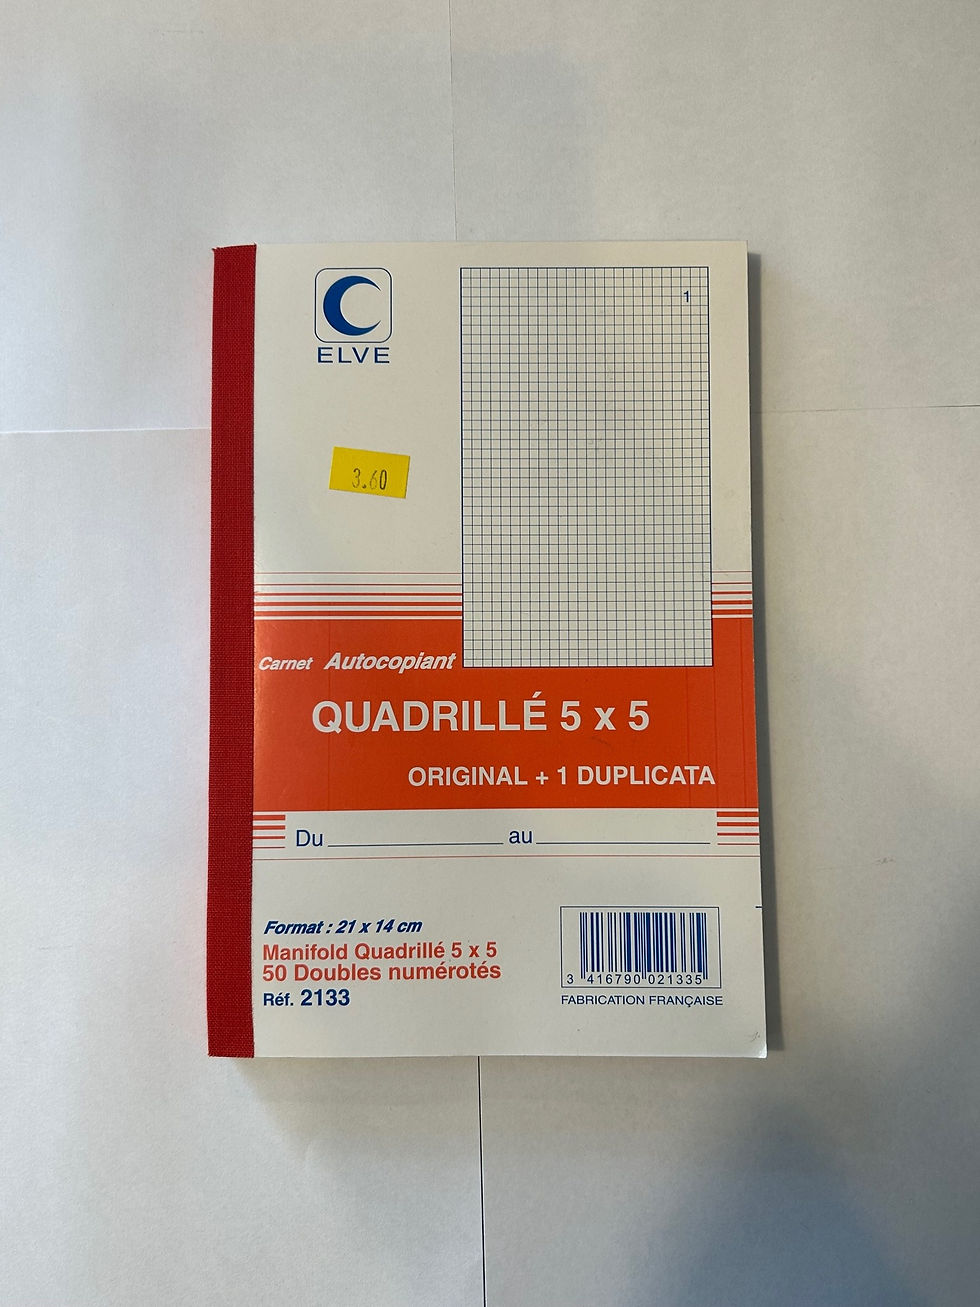 ELVE
1
3.60
Carnet Autocopiant
QUADRILLÉ 5 x 5
ORIGINAL + 1 DUPLICATA
Du au
Format : 21 x 14 cm
Manifold Quadrillé 5 x 5
50 Doubles numérotés
Réf. 2133
3 416790 021335
FABRICATION FRANÇAISE